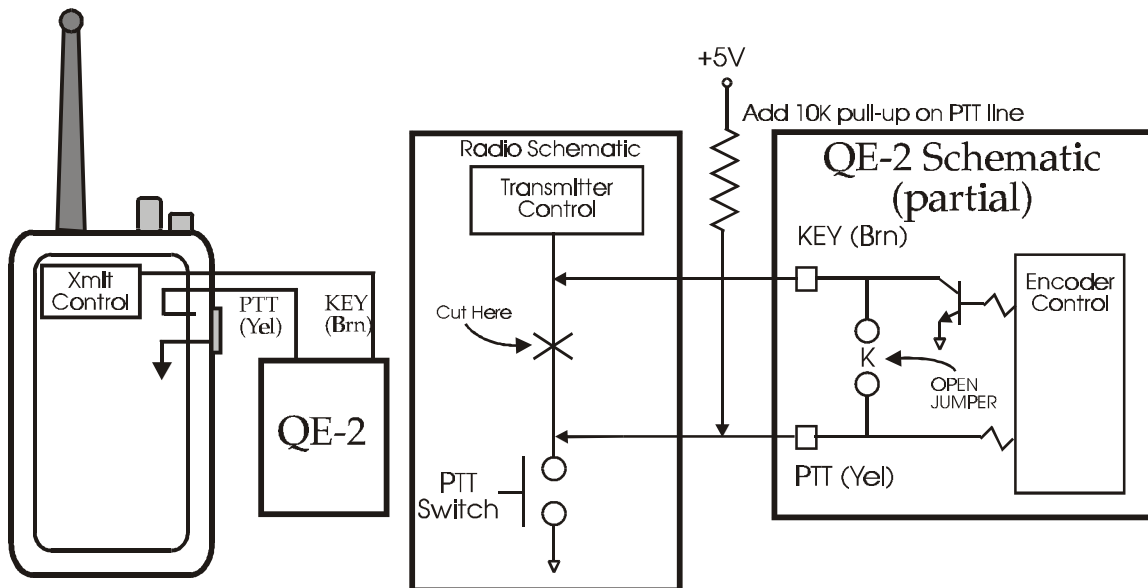 Xmit
Control
PTT
(Yel)
KEY
(Brn)
QE-2
Radio Schematic
Transmitter
Control
Cut Here
PTT
Switch
+5V
Add 10K pull-up on PTT line
QE-2 Schematic
(partial)
KEY (Brn)
Encoder
Control
K
OPEN
JUMPER
PTT (Yel)